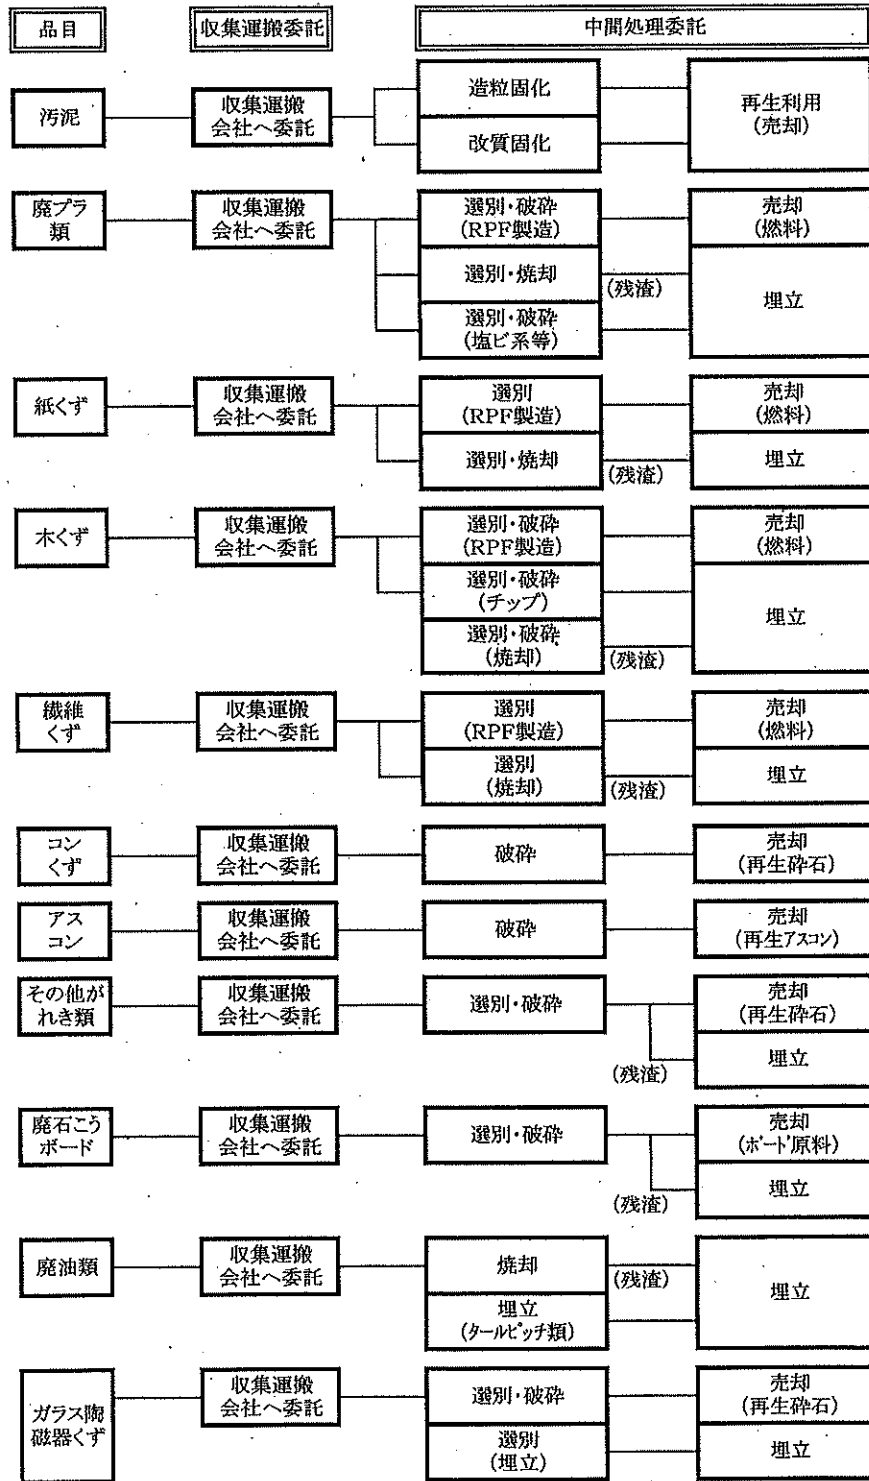 品目
収集運搬委託
中間処理委託
汚泥
収集運搬
会社へ委託
造粒固化
改質固化
再生利用
(売却)
廃プラ
類
収集運搬
会社へ委託
選別・破砕
(RPF製造)
売却
(燃料)
選別・焼却
(残渣)
埋立
選別・破砕
(塩ビ系等)
紙くず
収集運搬
会社へ委託
選別
(RPF製造)
売却
(燃料)
選別・焼却
(残渣)
埋立
木くず
収集運搬
会社へ委託
選別・破砕
(RPF製造)
売却
(燃料)
選別・破砕
(チップ)
埋立
選別・破砕
(焼却)
(残渣)
繊維
くず
収集運搬
会社へ委託
選別
(RPF製造)
売却
(燃料)
選別
(焼却)
(残渣)
埋立
コン
くず
収集運搬
会社へ委託
破砕
売却
(再生砕石)
アス
コン
収集運搬
会社へ委託
破砕
売却
(再生アスコン)
その他が
れき類
収集運搬
会社へ委託
選別・破砕
売却
(再生砕石)
(残渣)
埋立
廃石こう
ボード
収集運搬
会社へ委託
選別・破砕
売却
(ボード原料)
(残渣)
埋立
廃油類
収集運搬
会社へ委託
焼却
(残渣)
埋立
埋立
(タールピッチ類)
ガラス陶
磁器くず
収集運搬
会社へ委託
選別・破砕
売却
(再生砕石)
選別
(埋立)
埋立